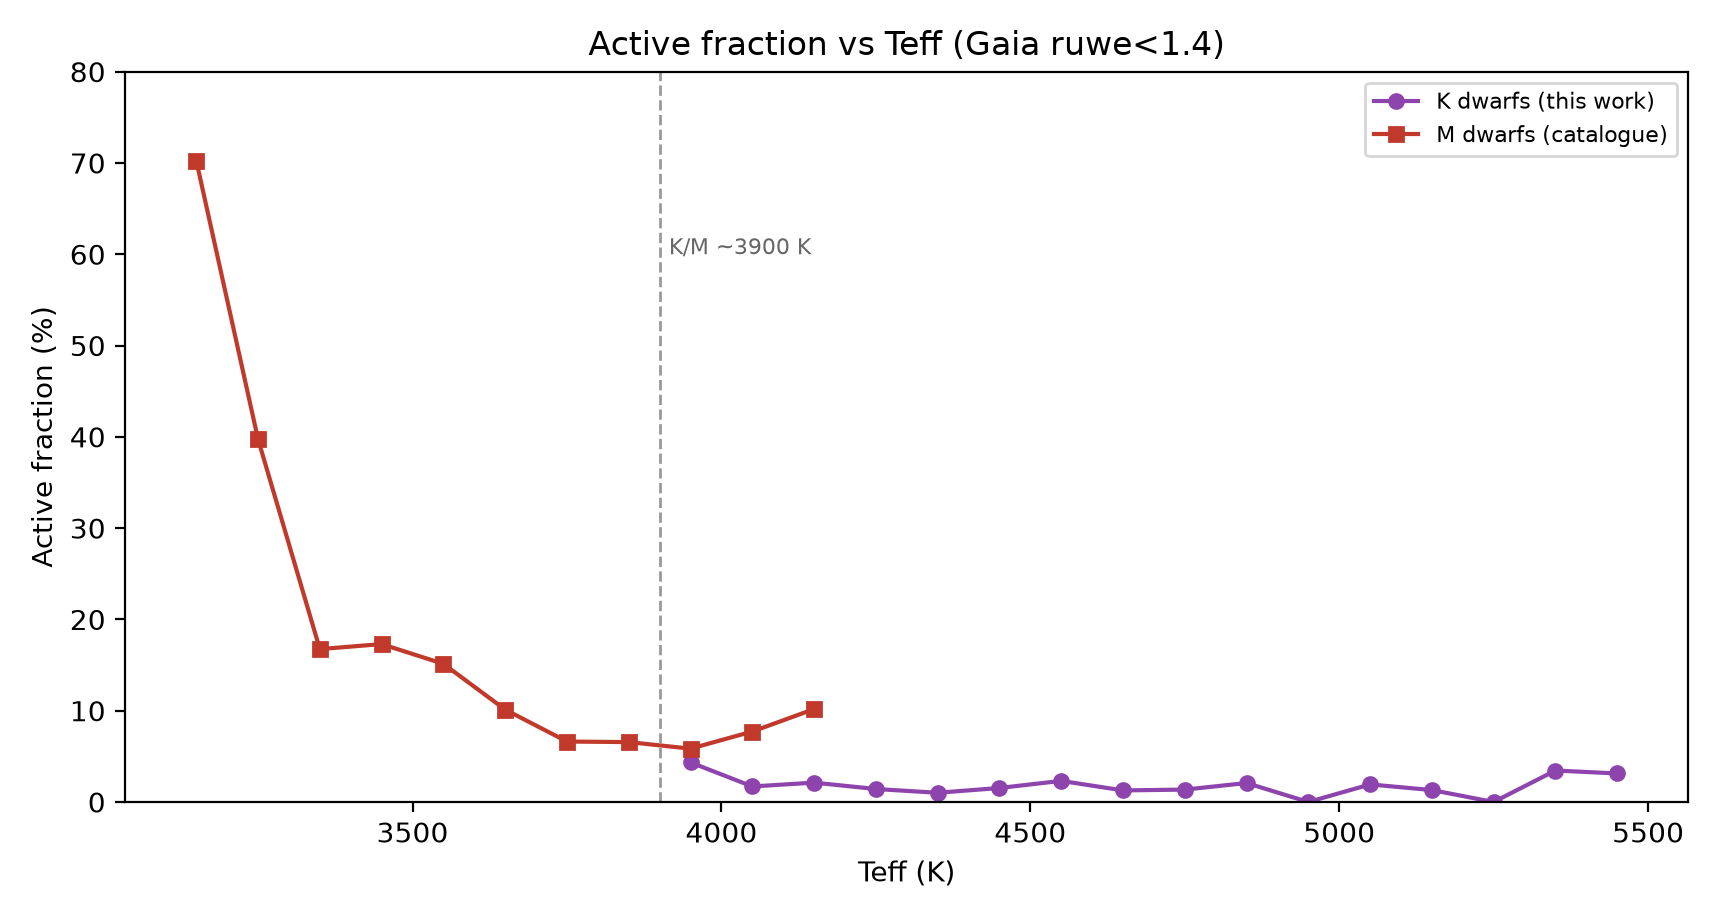 Active fraction vs Teff (Gaia ruwe<1.4)
K dwarfs (this work)
M dwarfs (catalogue)
K/M ~3900 K
Active fraction (%)
80
70
60
50
40
30
20
10
0
3500
4000
4500
5000
5500
Teff (K)